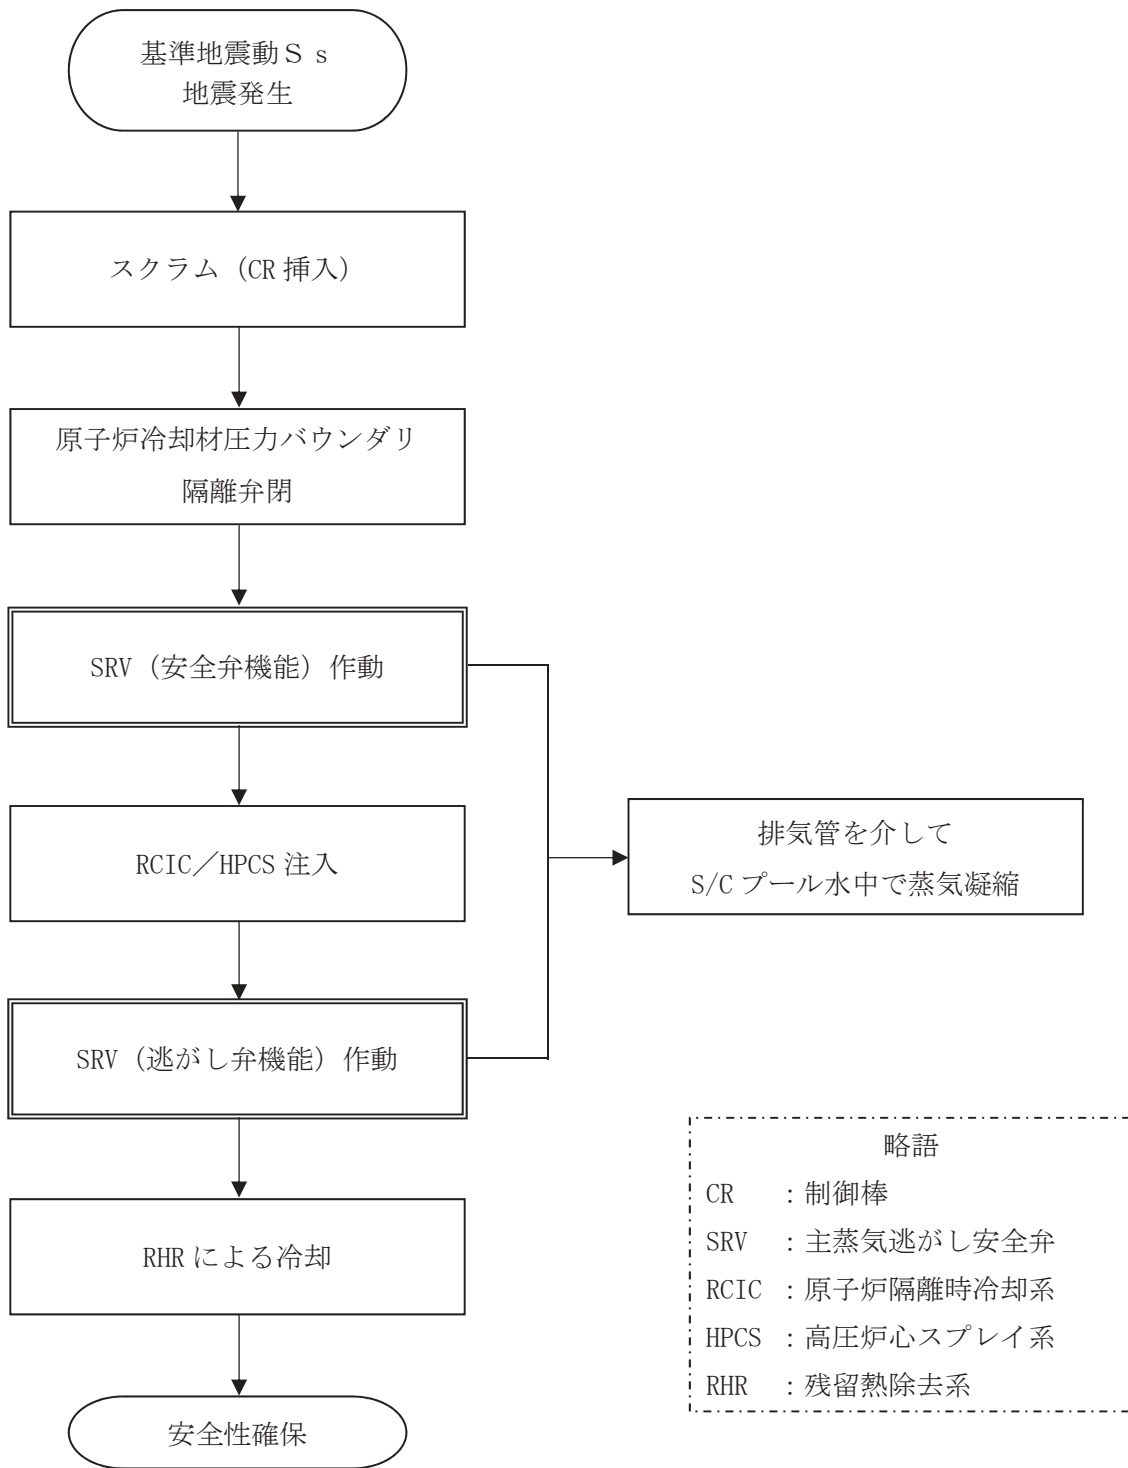 基準地震動Ｓｓ
地震発生
スクラム（CR 挿入）
原子炉冷却材圧力バウンダリ
隔離弁閉
SRV（安全弁機能）作動
RCIC／HPCS 注入
排気管を介して
S/C プール水中で蒸気凝縮
SRV（逃がし弁機能）作動
RHR による冷却
安全性確保
略語
CR ：制御棒
SRV ：主蒸気逃がし安全弁
RCIC ：原子炉隔離時冷却系
HPCS ：高圧炉心スプレイ系
RHR ：残留熱除去系